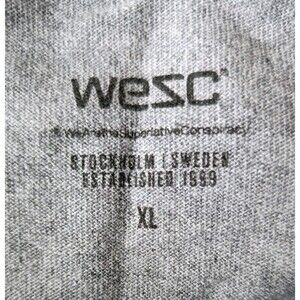 wesc
WeAretheSuperlativeConspiracy
STOCKHOLM | SWEDEN
ESTABLISHED 1999
XL